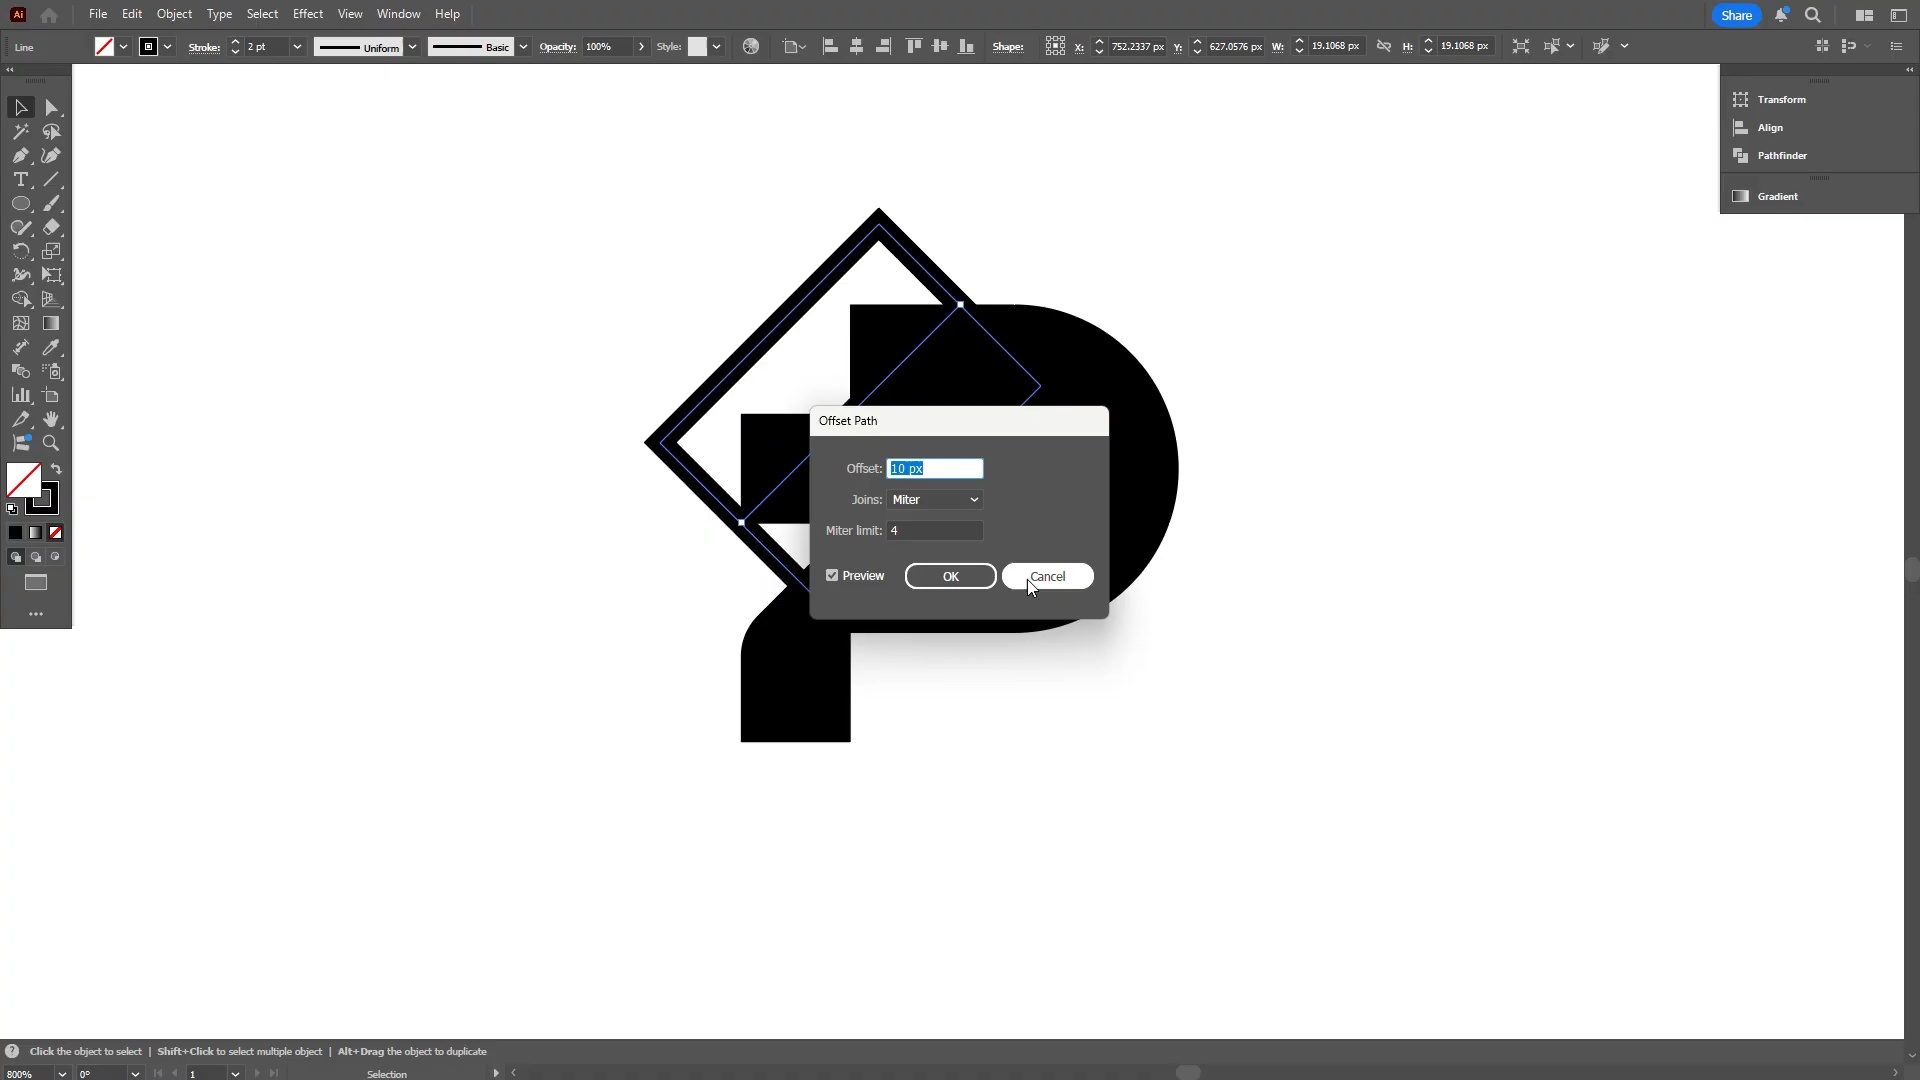 Ai File Edit Object Type Select Effect View Window Help Share
Line Stroke: 2 pt Uniform Basic Opacity: 100% Style: Shape: X: 752.2337 px Y: 627.0576 px W: 19.1068 px H: 19.1068 px
Transform
Align
Pathfinder
Gradient
Offset Path
Offset: 10 px
Joins: Miter
Miter limit: 4
Preview OK Cancel
? Click the object to select | Shift+Click to select multiple object | Alt+Drag the object to duplicate
800% 0° 1 Selection